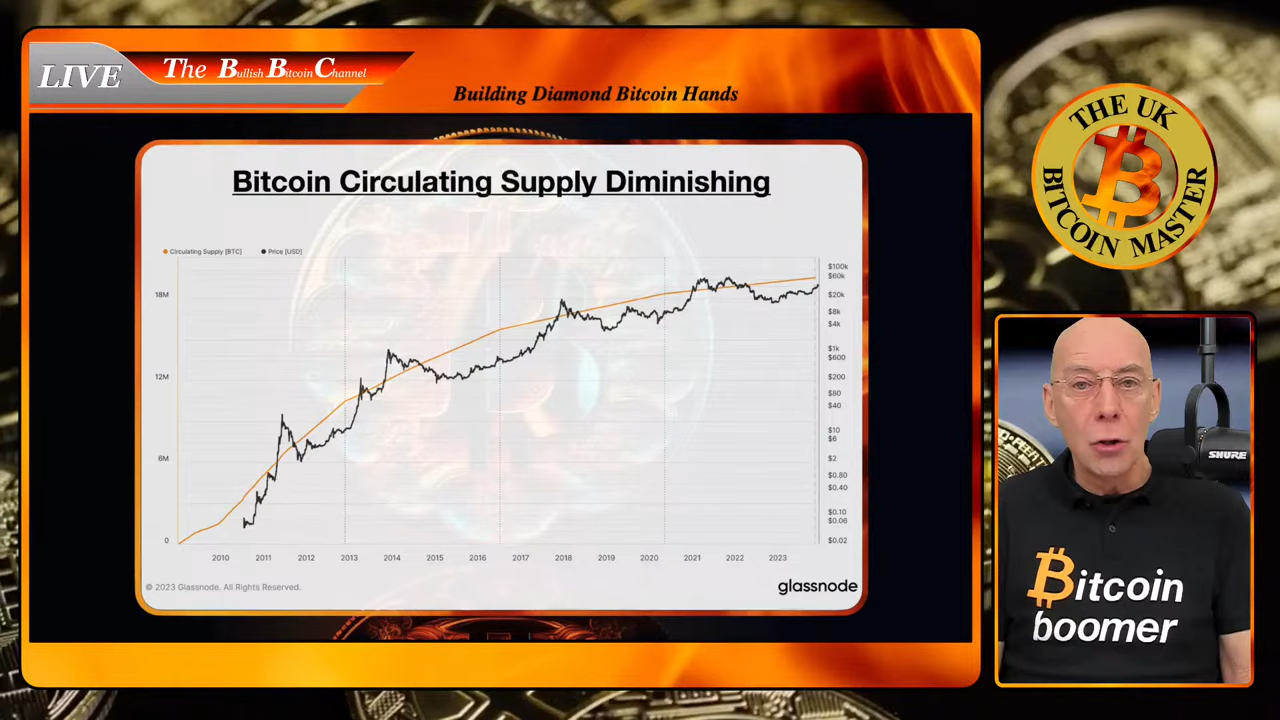 LIVE
The Bullish Bitcoin Channel
Building Diamond Bitcoin Hands
THE UK
BITCOIN MASTER
Bitcoin Circulating Supply Diminishing
Circulating Supply [BTC]
Price [USD]
18M
12M
6M
0
$100k
$60k
$20k
$8k
$4k
$1k
$600
$200
$80
$40
$10
$6
$2
$0.80
$0.40
$0.10
$0.06
$0.02
2010 2011 2012 2013 2014 2015 2016 2017 2018 2019 2020 2021 2022 2023
© 2023 Glassnode. All Rights Reserved.
glassnode
SHURE
Bitcoin
boomer